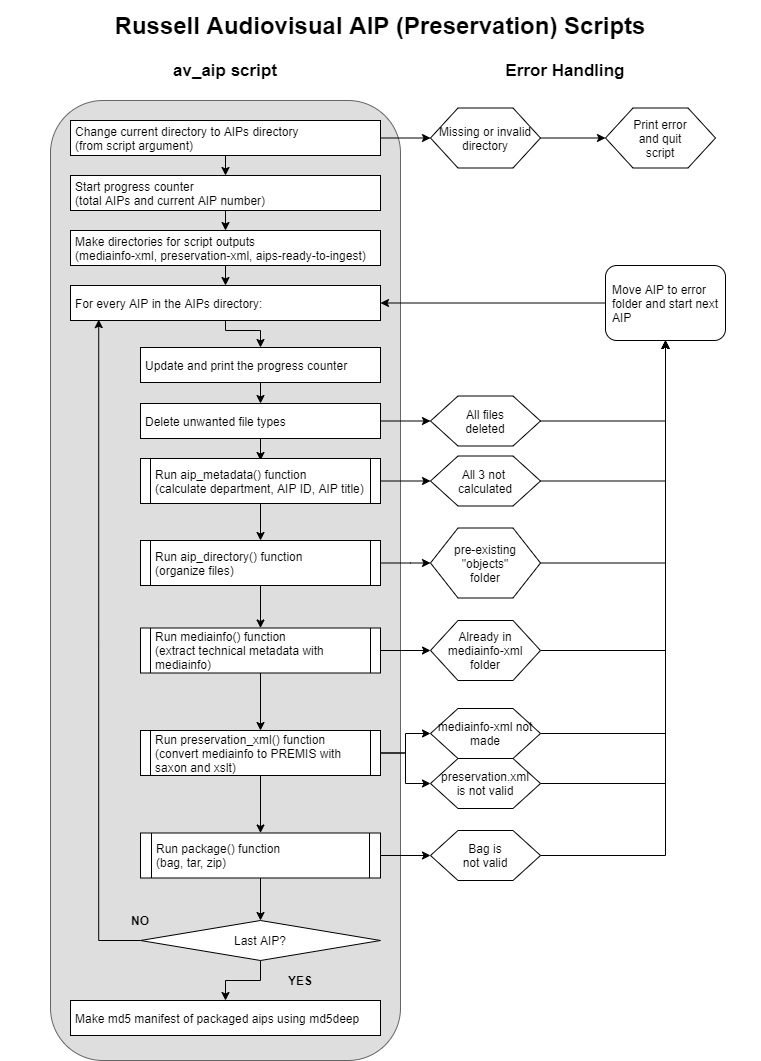 Russell Audiovisual AIP (Preservation) Scripts
av_aip script
Error Handling
Change current directory to AIPs directory
(from script argument)
Missing or invalid
directory
Print error
and quit
script
Start progress counter
(total AIPs and current AIP number)
Make directories for script outputs
(mediainfo-xml, preservation-xml, aips-ready-to-ingest)
For every AIP in the AIPs directory:
Move AIP to error
folder and start next
AIP
Update and print the progress counter
Delete unwanted file types
All files
deleted
Run aip_metadata() function
(calculate department, AIP ID, AIP title)
All 3 not
calculated
Run aip_directory() function
(organize files)
pre-existing
"objects"
folder
Run mediainfo() function
(extract technical metadata with
mediainfo)
Already in
mediainfo-xml
folder
Run preservation_xml() function
(convert mediainfo to PREMIS with
saxon and xslt)
mediainfo-xml not
made
preservation.xml
is not valid
Run package() function
(bag, tar, zip)
Bag is
not valid
NO
Last AIP?
YES
Make md5 manifest of packaged aips using md5deep